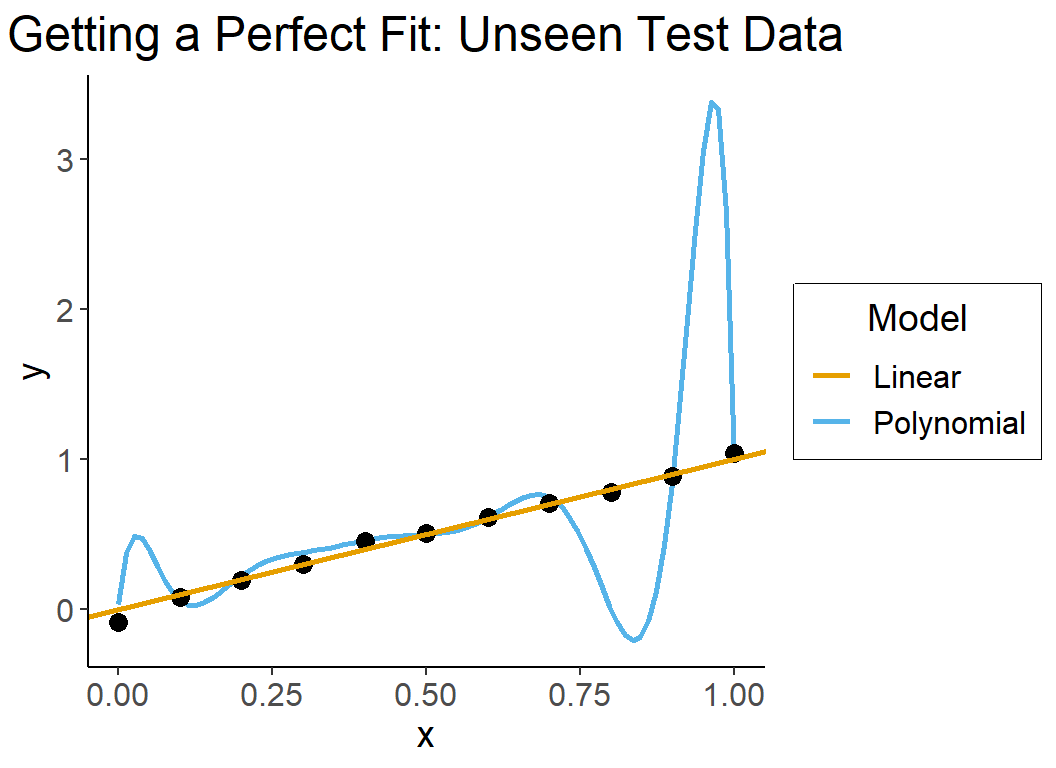 Getting a Perfect Fit: Unseen Test Data
3
2
1
0
y
0.00 0.25 0.50 0.75 1.00
x
Model
Linear
Polynomial